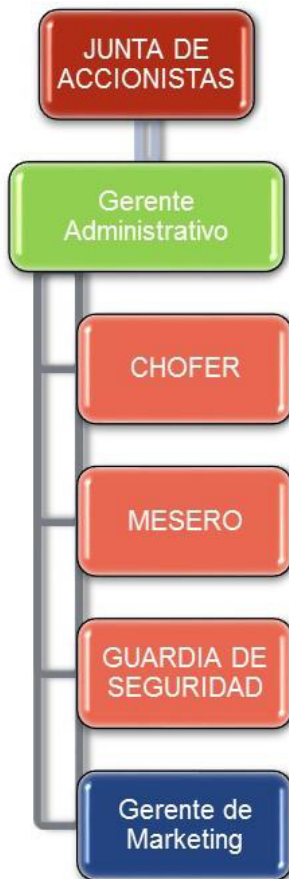 JUNTA DE
ACCIONISTAS
Gerente
Administrativo
CHOFER
MESERO
GUARDIA DE
SEGURIDAD
Gerente de
Marketing